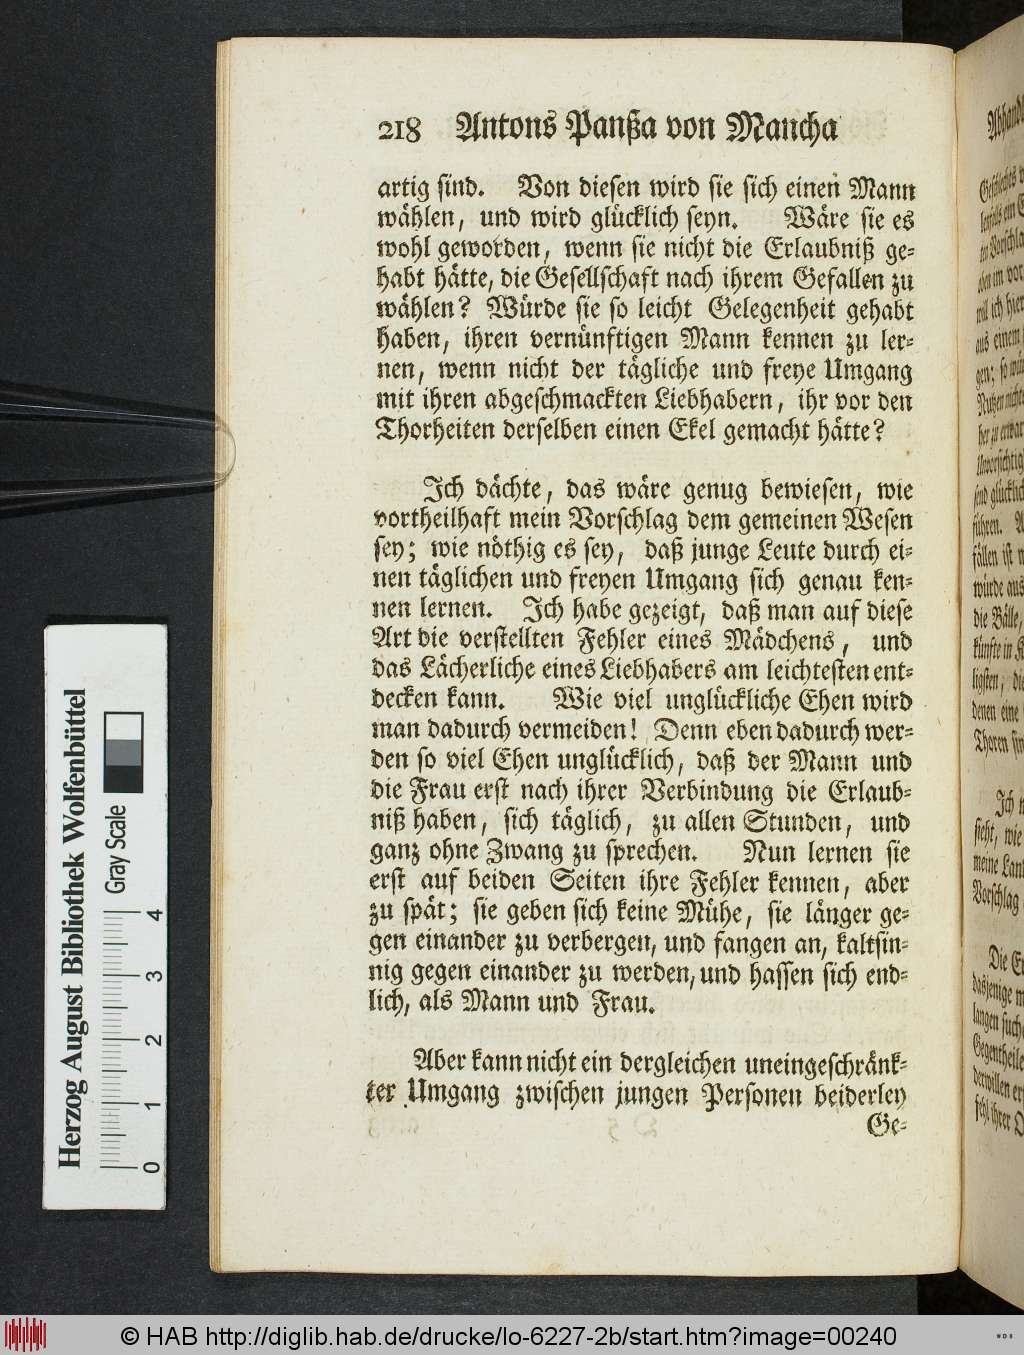 218 Antons Panßa von Mancha
artig sind. Von diesen wird sie sich einen Mann
wählen, und wird glücklich seyn. Wäre sie es
wohl geworden, wenn sie nicht die Erlaubniß ge-
habt hätte, die Gesellschaft nach ihrem Gefallen zu
wählen? Würde sie so leicht Gelegenheit gehabt
haben, ihren vernünftigen Mann kennen zu ler-
nen, wenn nicht der tägliche und freye Umgang
mit ihren abgeschmackten Liebhabern, ihr vor den
Thorheiten derselben einen Ekel gemacht hätte?
Ich dächte, das wäre genug bewiesen, wie
vortheilhaft mein Vorschlag dem gemeinen Wesen
sey; wie nöthig es sey, daß junge Leute durch ei-
nen täglichen und freyen Umgang sich genau ken-
nen lernen. Ich habe gezeigt, daß man auf diese
Art die verstellten Fehler eines Mädchens, und
das Lächerliche eines Liebhabers am leichtesten ent-
decken kann. Wie viel unglückliche Ehen wird
man dadurch vermeiden! Denn eben dadurch wer-
den so viel Ehen unglücklich, daß der Mann und
die Frau erst nach ihrer Verbindung die Erlaub-
niß haben, sich täglich, zu allen Stunden, und
ganz ohne Zwang zu sprechen. Nun lernen sie
erst auf beiden Seiten ihre Fehler kennen, aber
zu spät; sie geben sich keine Mühe, sie länger ge-
gen einander zu verbergen, und fangen an, kaltsin-
nig gegen einander zu werden, und hassen sich end-
lich, als Mann und Frau.
Aber kann nicht ein dergleichen uneingeschränk-
ter Umgang zwischen jungen Personen beiderley
Ge-
Herzog August Bibliothek Wolfenbüttel
Gray Scale
0 1 2 3 4
© HAB http://diglib.hab.de/drucke/lo-6227-2b/start.htm?image=00240